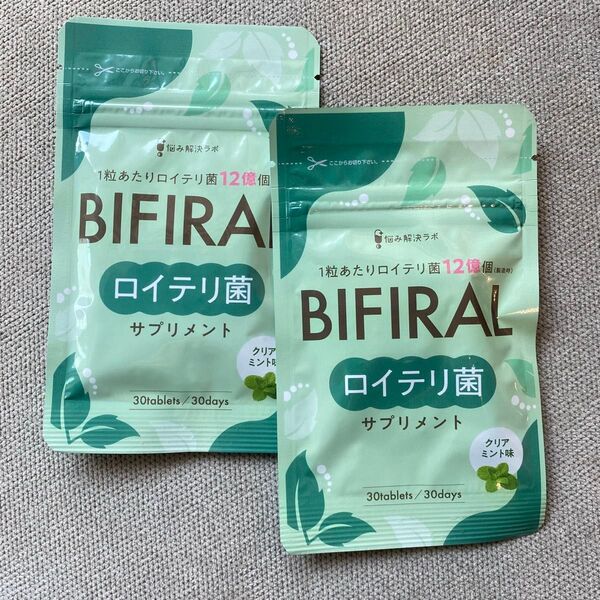 ここからお切り下さい。
悩み解決ラボ
1粒あたりロイテリ菌12億個
BIFIRAL
ロイテリ菌
サプリメント
クリア
ミント味
30tablets/30days
ここからお切り下さい。
悩み解決ラボ
1粒あたりロイテリ菌12億個(製造時)
BIFIRAL
ロイテリ菌
サプリメント
クリア
ミント味
30tablets/30days